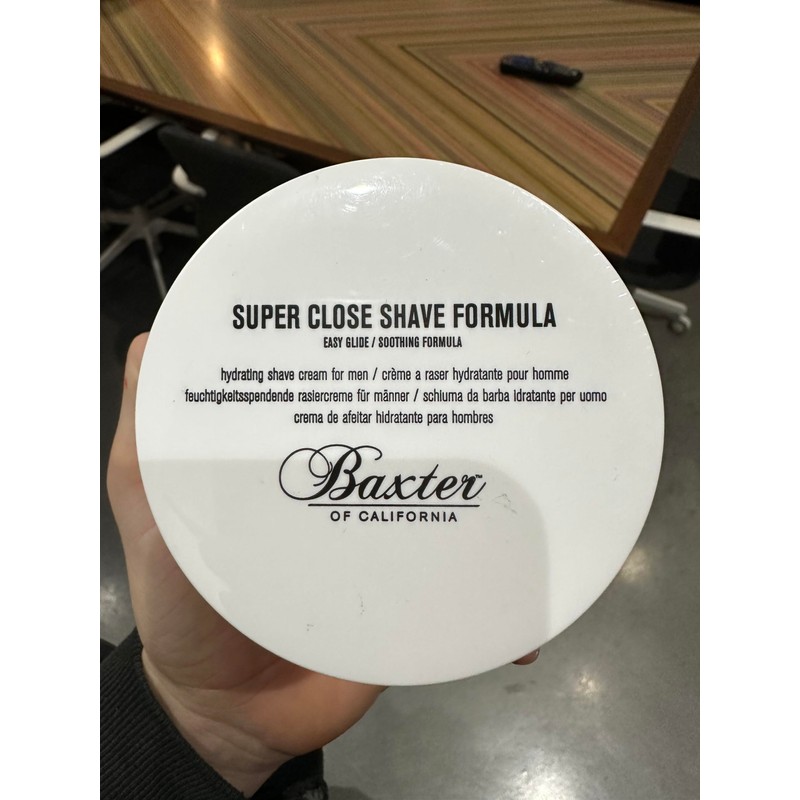 SUPER CLOSE SHAVE FORMULA
EASY GLIDE / SOOTHING FORMULA
hydrating shave cream for men / crème a raser hydratante pour homme
feuchtigkeitsspendende rasiercreme für männer / schiuma da barba idratante per uomo
crema de afeitar hidratante para hombres
Baxter™
OF CALIFORNIA